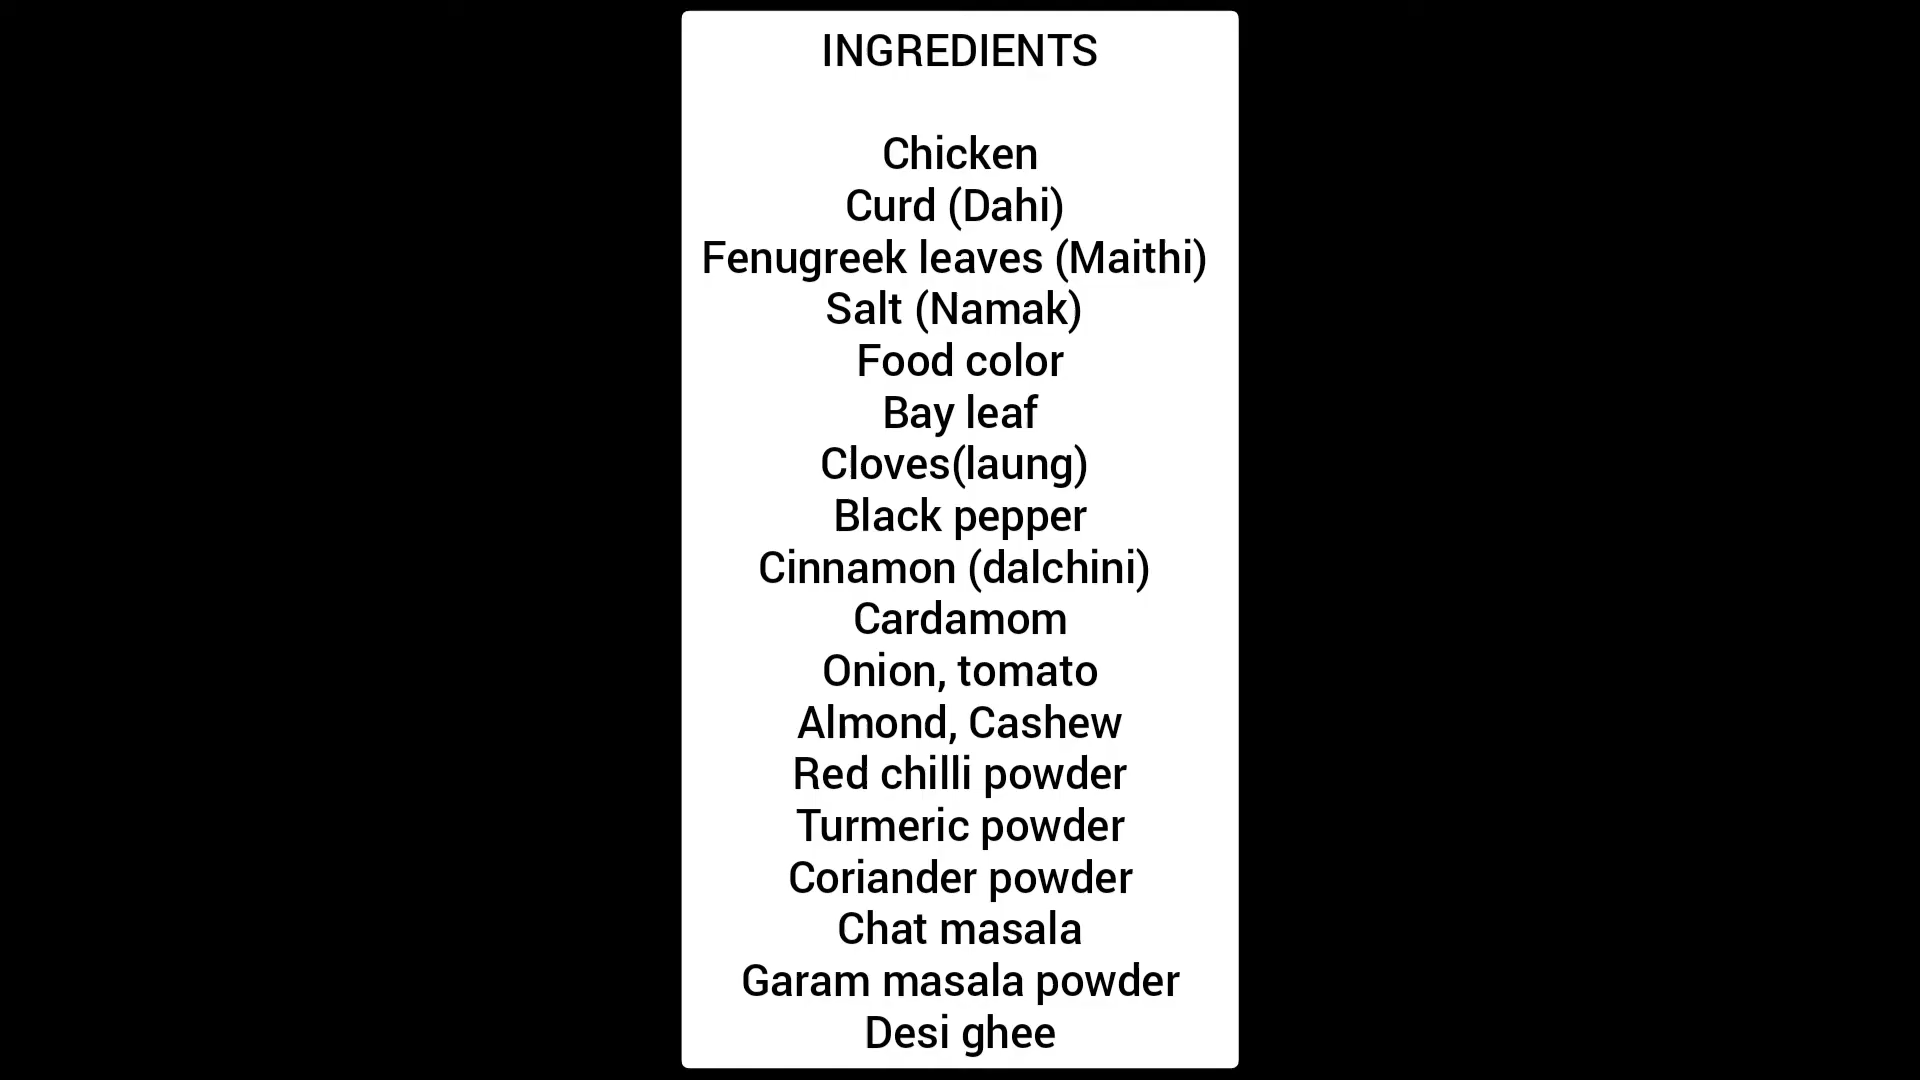 INGREDIENTS
Chicken
Curd (Dahi)
Fenugreek leaves (Maithi)
Salt (Namak)
Food color
Bay leaf
Cloves(laung)
Black pepper
Cinnamon (dalchini)
Cardamom
Onion, tomato
Almond, Cashew
Red chilli powder
Turmeric powder
Coriander powder
Chat masala
Garam masala powder
Desi ghee